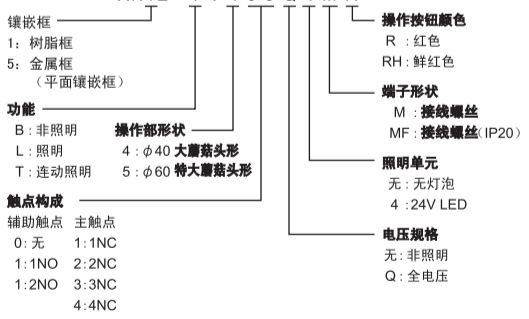 镶嵌框
1：树脂框
5：金属框
（平面镶嵌框）
功能
B：非照明
L：照明
T：连动照明
操作部形状
4：φ40 大蘑菇头形
5：φ60 特大蘑菇头形
触点构成
辅助触点 主触点
0：无 1：1NC
1：1NO 2：2NC
1：2NO 3：3NC
4：4NC
操作按钮颜色
R ：红色
RH：鲜红色
端子形状
M ：接线螺丝
MF：接线螺丝（IP20）
照明单元
无：无灯泡
4 ：24V LED
电压规格
无：非照明
Q：全电压